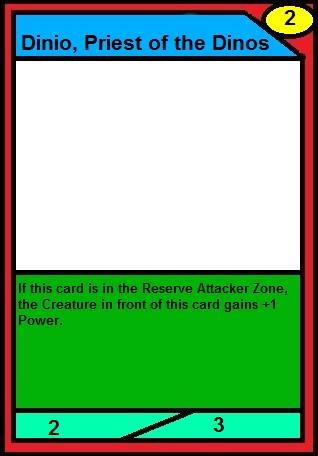 2
Dinio, Priest of the Dinos
If this card is in the Reserve Attacker Zone,
the Creature in front of this card gains +1
Power.
2
3